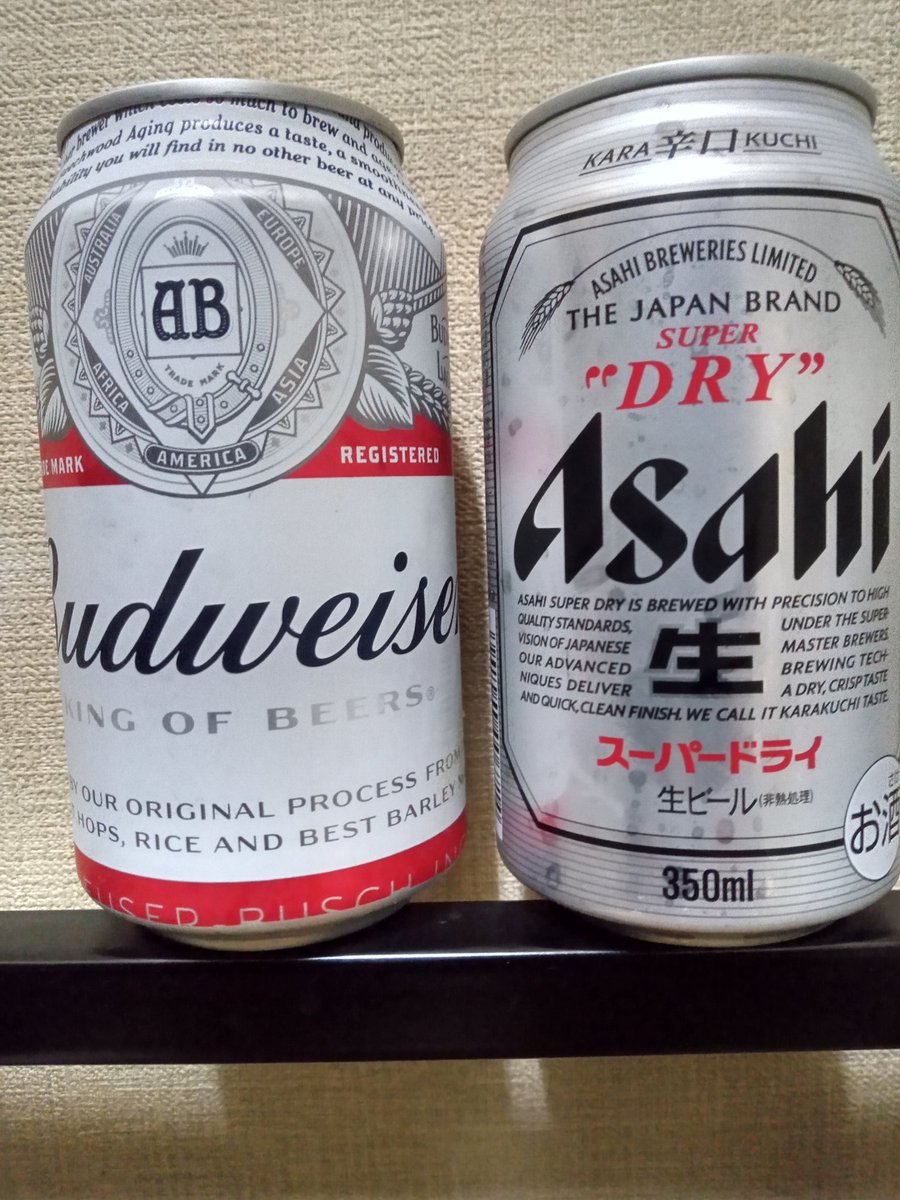 brewer which costs so much to brew and age
Beechwood Aging produces a taste, a smooth
you will find in no other beer at any price
AUSTRALIA
EUROPE
AB
TRADE MARK
AFRICA
ASIA
AMERICA
MARK
REGISTERED
Budweiser
KING OF BEERS®
BY OUR ORIGINAL PROCESS FROM
HOPS, RICE AND BEST BARLEY
BUSCH
KARA 辛口 KUCHI
ASAHI BREWERIES LIMITED
THE JAPAN BRAND
SUPER
"DRY"
Asahi
ASAHI SUPER DRY IS BREWED WITH PRECISION TO HIGH
QUALITY STANDARDS, UNDER THE SUPER-
VISION OF JAPANESE MASTER BREWERS.
OUR ADVANCED BREWING TECH-
NIQUES DELIVER A DRY, CRISP TASTE
AND QUICK, CLEAN FINISH. WE CALL IT KARAKUCHI TASTE.
生
スーパードライ
生ビール(非熱処理)
お酒
350ml